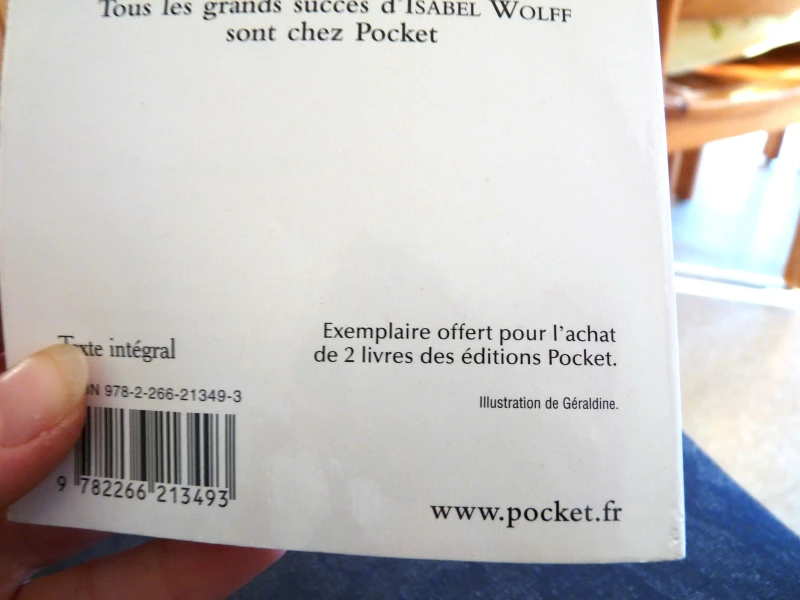 Tous les grands succès d'ISABEL WOLFF
sont chez Pocket
Exemplaire offert pour l'achat
de 2 livres des éditions Pocket.
Texte intégral
ISBN 978-2-266-21349-3
Illustration de Géraldine.
9 782266 213493
www.pocket.fr